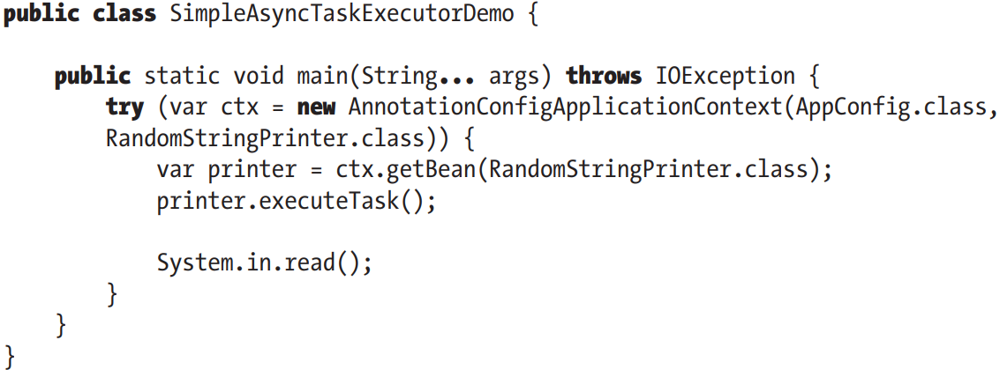 public class SimpleAsyncTaskExecutorDemo {
public static void main(String... args) throws IOException {
try (var ctx = new AnnotationConfigApplicationContext(AppConfig.class,
RandomStringPrinter.class)) {
var printer = ctx.getBean(RandomStringPrinter.class);
printer.executeTask();
System.in.read();
}
}
}